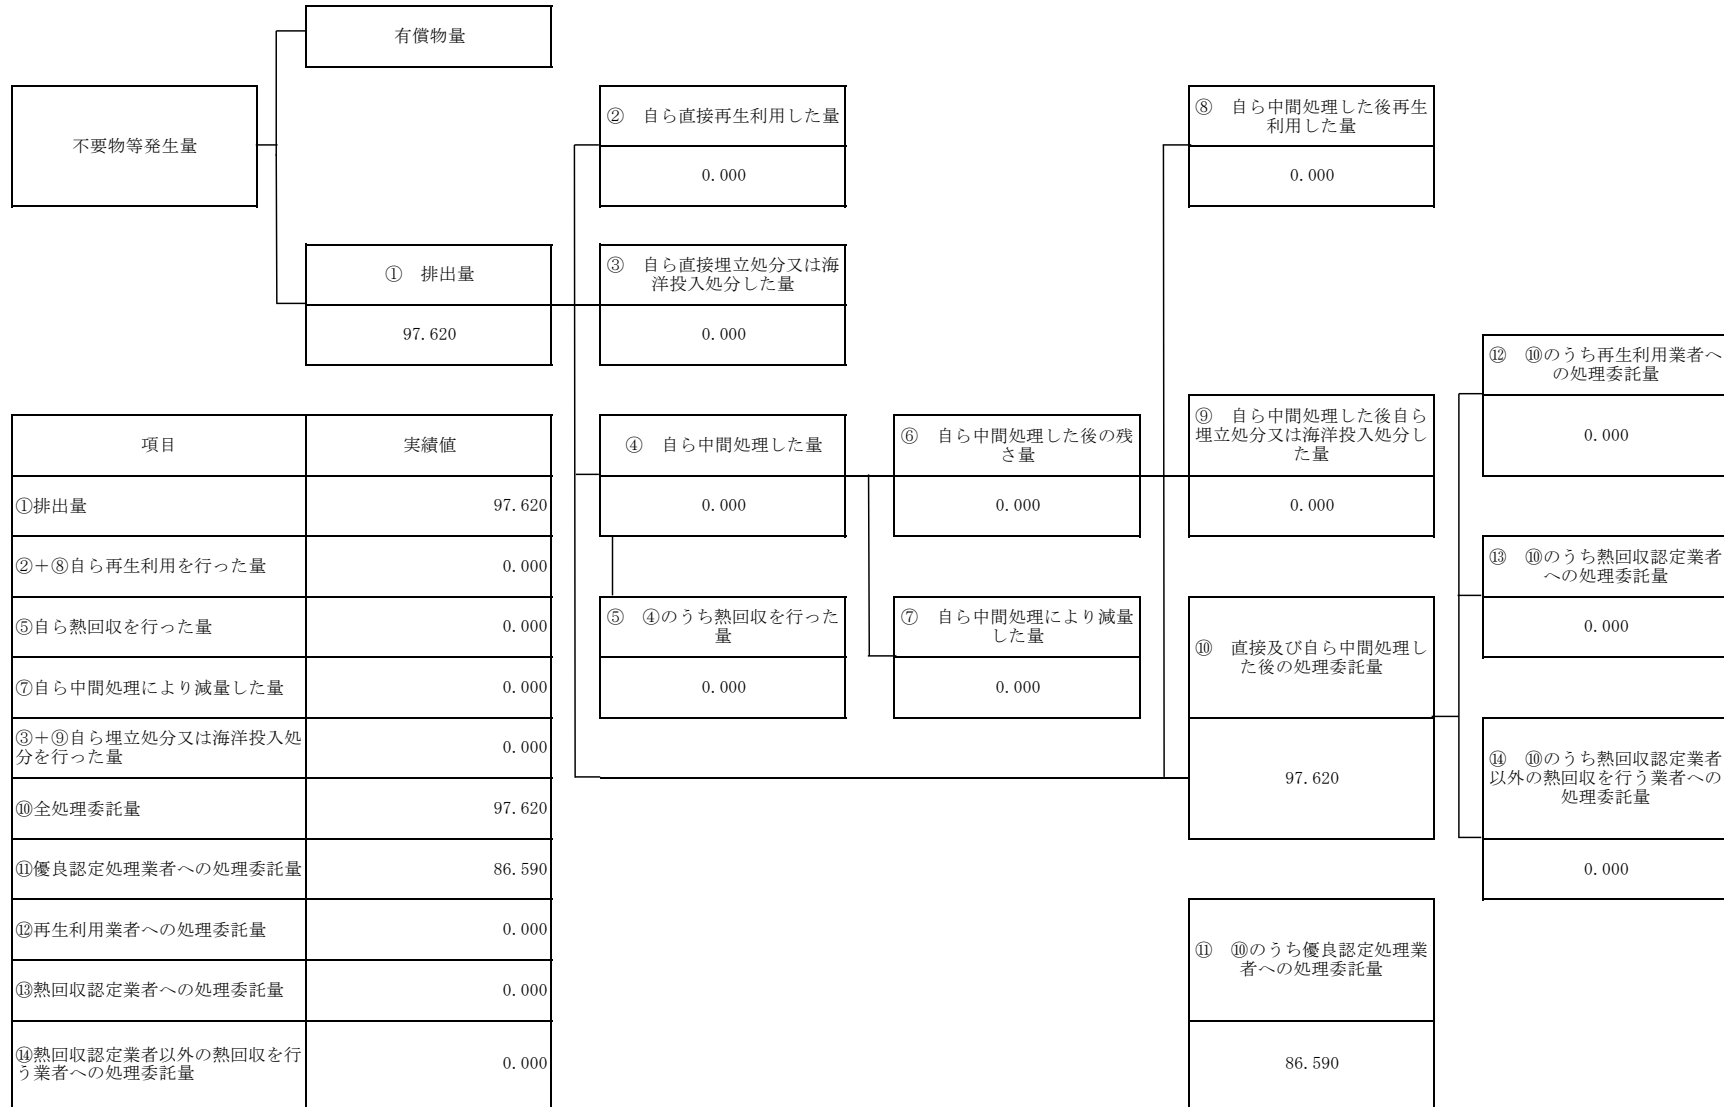 有償物量
不要物等発生量
② 自ら直接再生利用した量
0.000
⑧ 自ら中間処理した後再生
利用した量
0.000
① 排出量
97.620
③ 自ら直接埋立処分又は海
洋投入処分した量
0.000
④ 自ら中間処理した量
0.000
⑥ 自ら中間処理した後の残
さ量
0.000
⑨ 自ら中間処理した後自ら
埋立処分又は海洋投入処分し
た量
0.000
⑤ ④のうち熱回収を行った
量
0.000
⑦ 自ら中間処理により減量
した量
0.000
⑩ 直接及び自ら中間処理し
た後の処理委託量
97.620
⑪ ⑩のうち優良認定処理業
者への処理委託量
86.590
⑫ ⑩のうち再生利用業者へ
の処理委託量
0.000
⑬ ⑩のうち熱回収認定業者
への処理委託量
0.000
⑭ ⑩のうち熱回収認定業者
以外の熱回収を行う業者への
処理委託量
0.000
項目 実績値
①排出量 97.620
②+⑧自ら再生利用を行った量 0.000
⑤自ら熱回収を行った量 0.000
⑦自ら中間処理により減量した量 0.000
③+⑨自ら埋立処分又は海洋投入処
分を行った量 0.000
⑩全処理委託量 97.620
⑪優良認定処理業者への処理委託量 86.590
⑫再生利用業者への処理委託量 0.000
⑬熱回収認定業者への処理委託量 0.000
⑭熱回収認定業者以外の熱回収を行
う業者への処理委託量 0.000